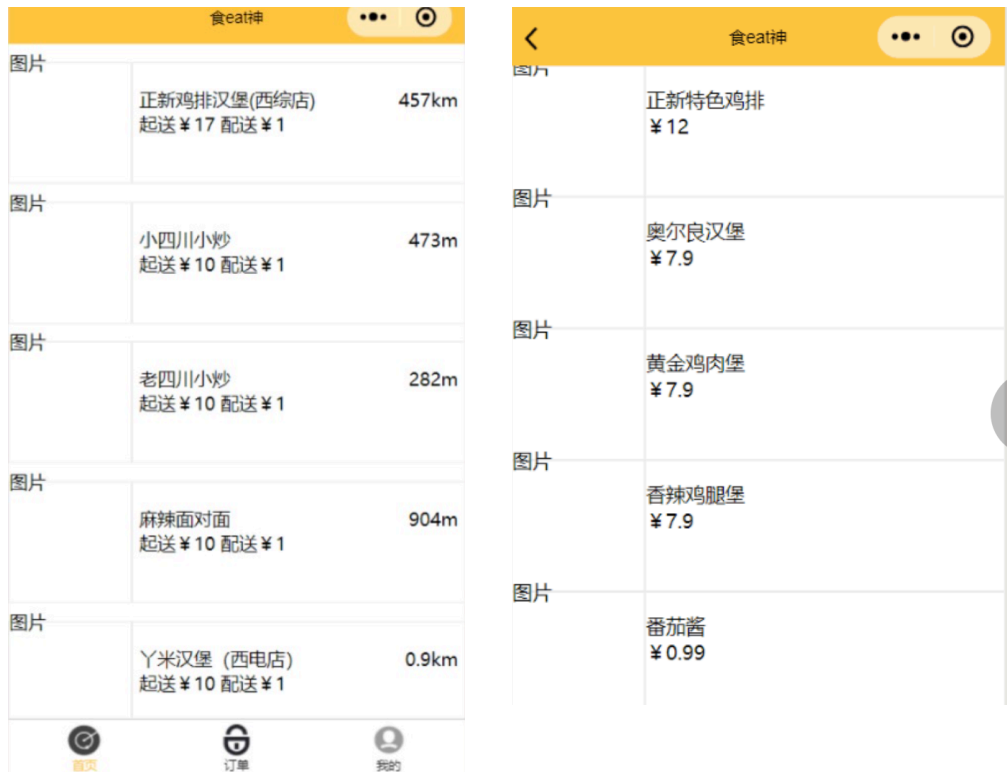 食eat神
图片
正新鸡排汉堡(西综店) 457km
起送¥17 配送¥1
图片
小四川小炒 473m
起送¥10 配送¥1
图片
老四川小炒 282m
起送¥10 配送¥1
图片
麻辣面对面 904m
起送¥10 配送¥1
图片
丫米汉堡（西电店） 0.9km
起送¥10 配送¥1
首页 订单 我的
食eat神
图片
正新特色鸡排
¥12
图片
奥尔良汉堡
¥7.9
图片
黄金鸡肉堡
¥7.9
图片
香辣鸡腿堡
¥7.9
图片
番茄酱
¥0.99